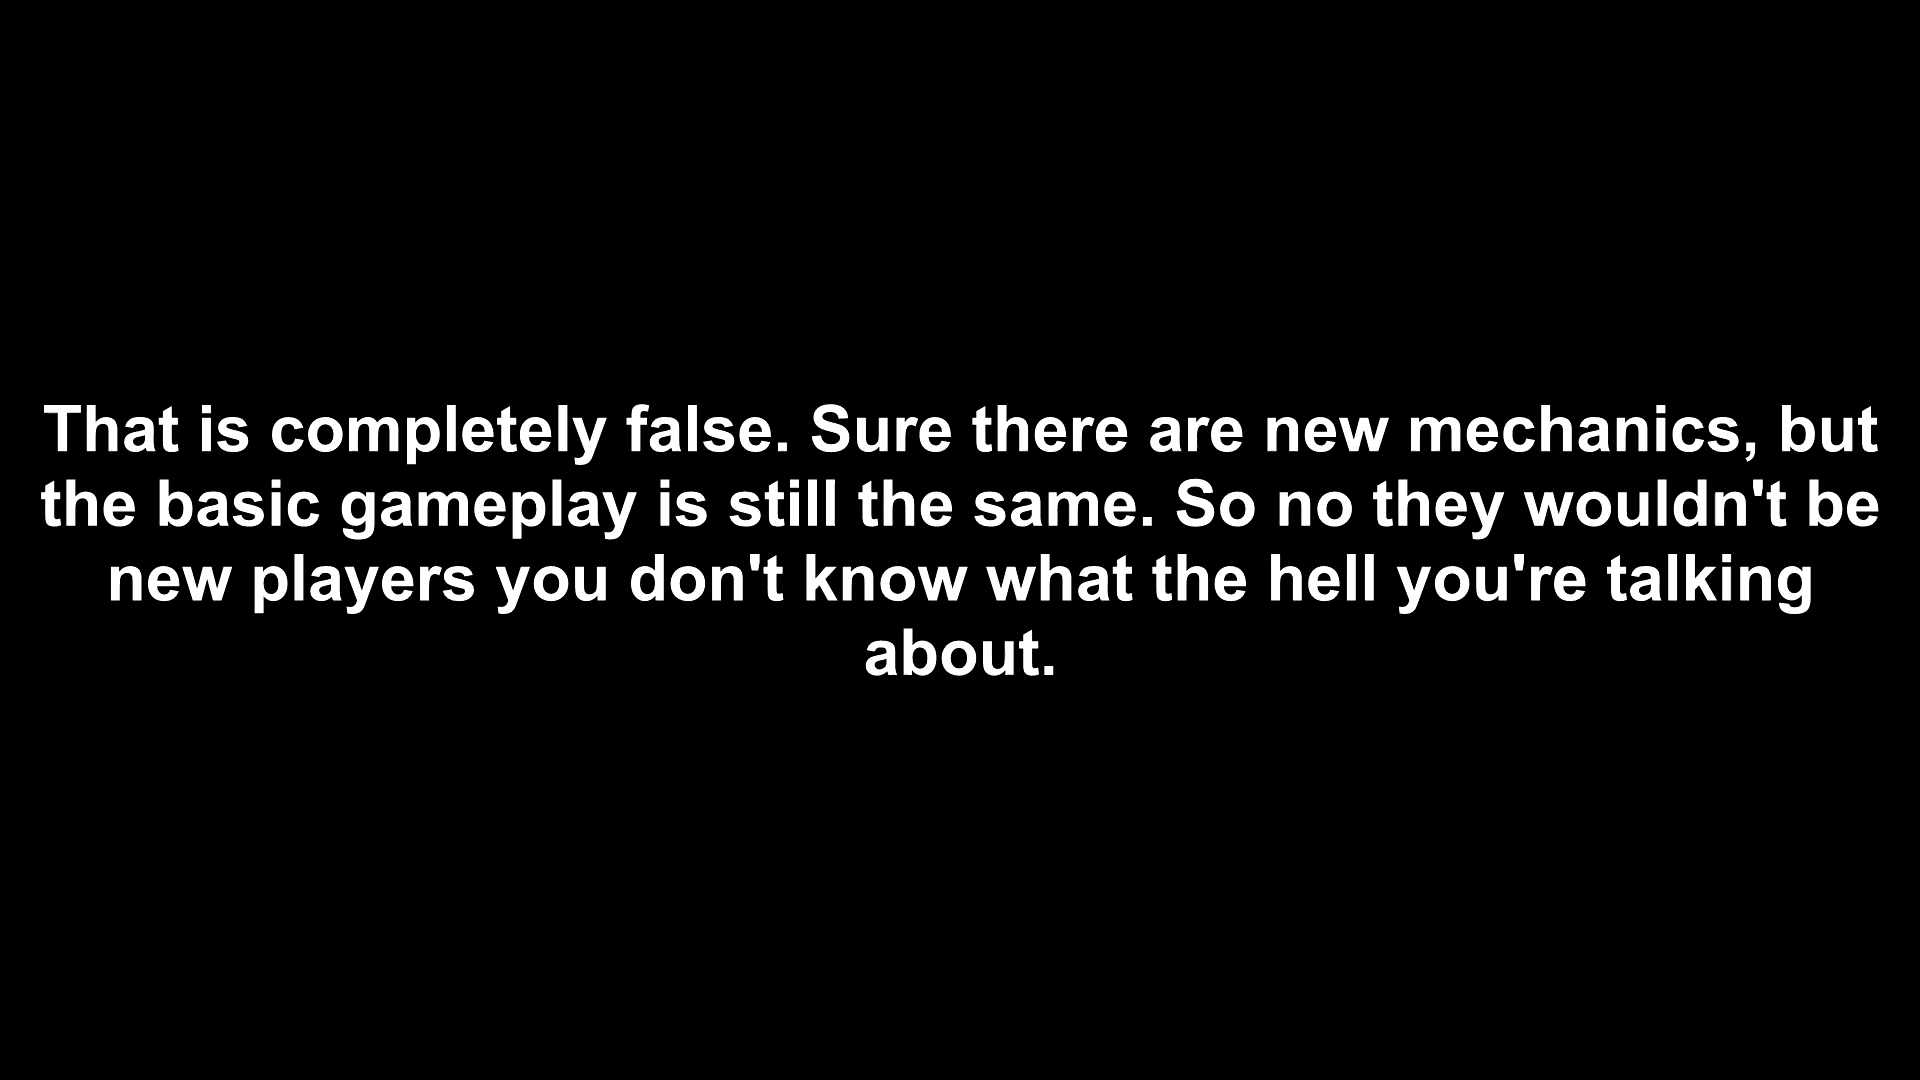 That is completely false. Sure there are new mechanics, but
the basic gameplay is still the same. So no they wouldn't be
new players you don't know what the hell you're talking
about.